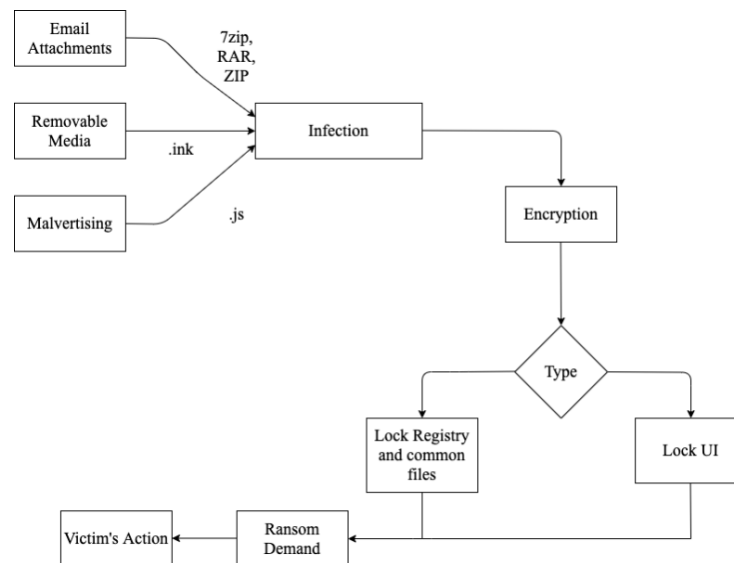 Email
Attachments
7zip,
RAR,
ZIP
Removable
Media
.ink
Infection
Malvertising
.js
Encryption
Type
Lock Registry
and common
files
Lock UI
Victim's Action
Ransom
Demand